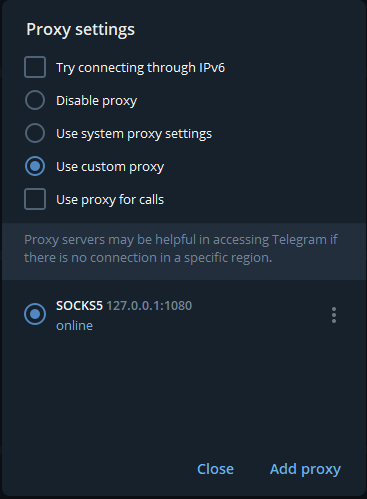 Proxy settings
Try connecting through IPv6
Disable proxy
Use system proxy settings
Use custom proxy
Use proxy for calls
Proxy servers may be helpful in accessing Telegram if
there is no connection in a specific region.
SOCKS5 127.0.0.1:1080
online
Close Add proxy